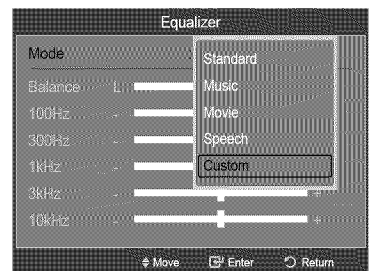 Equalizer
Mode
Standard
Music
Movie
Speech
Custom
Balance L
100Hz -
300Hz -
1kHz -
3kHz - +
10kHz - +
Move Enter Return